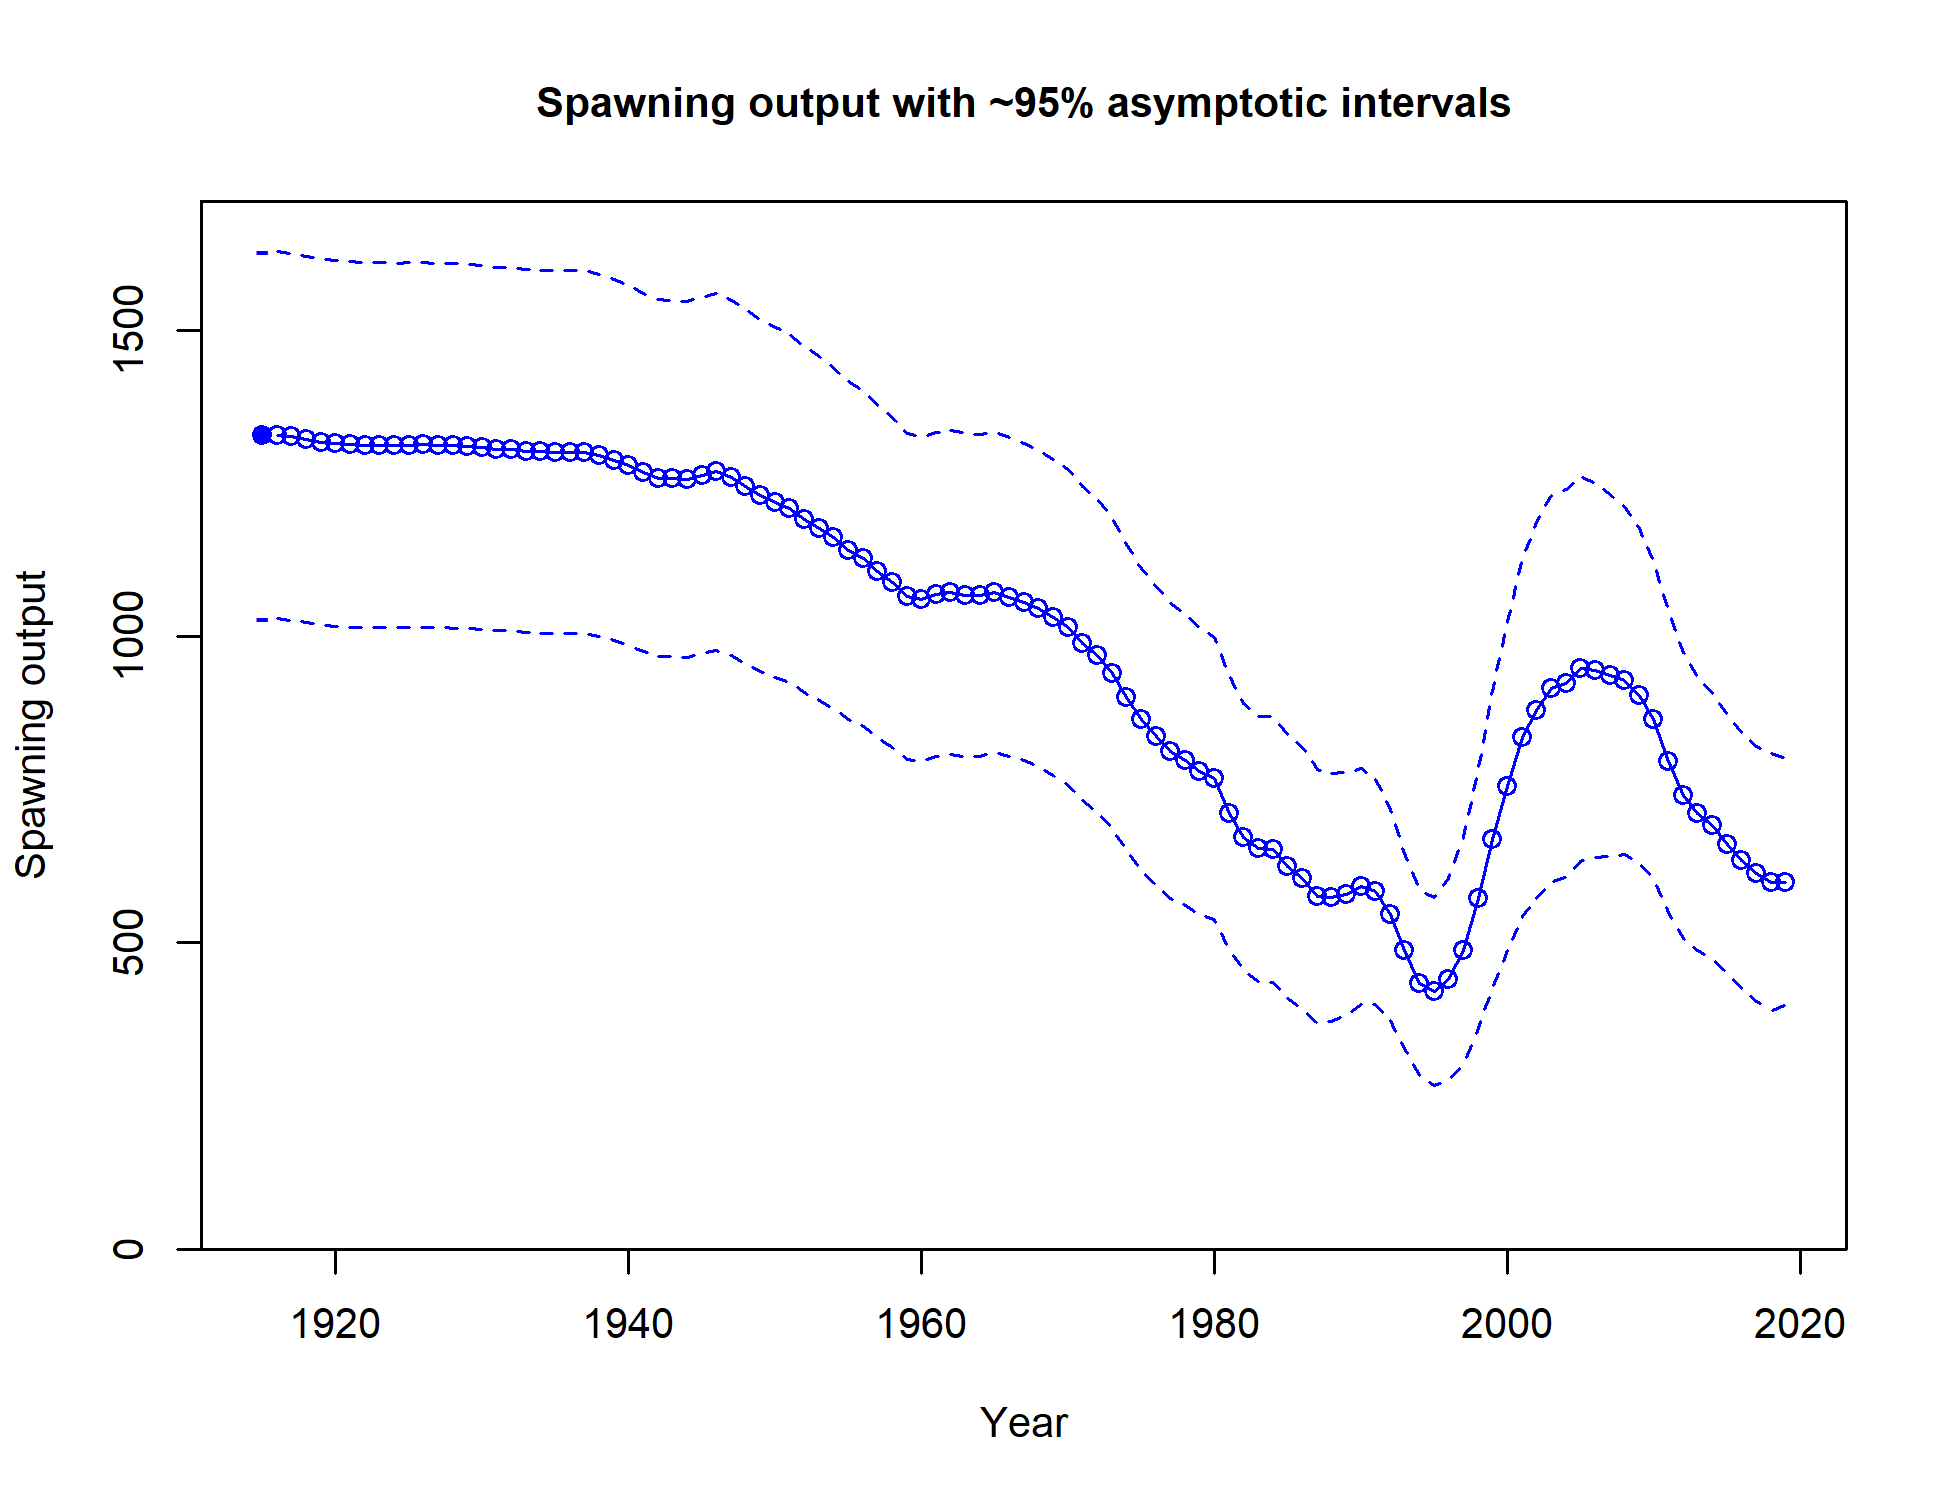 Spawning output with ~95% asymptotic intervals
Spawning output
1500
1000
500
0
1920 1940 1960 1980 2000 2020
Year